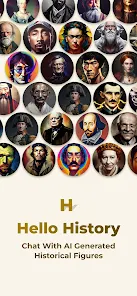 H
Hello History
Chat With AI Generated
Historical Figures